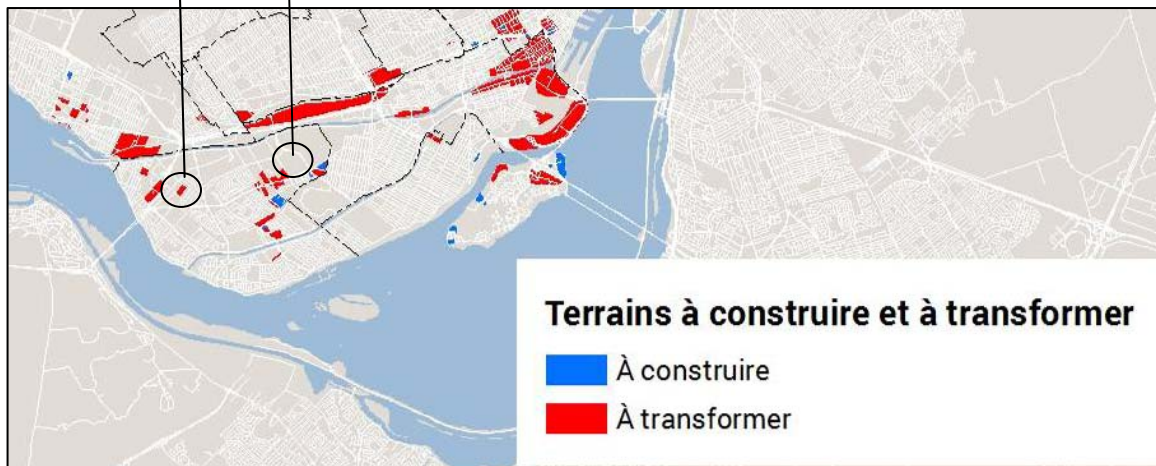 Terrains à construire et à transformer
À construire
À transformer